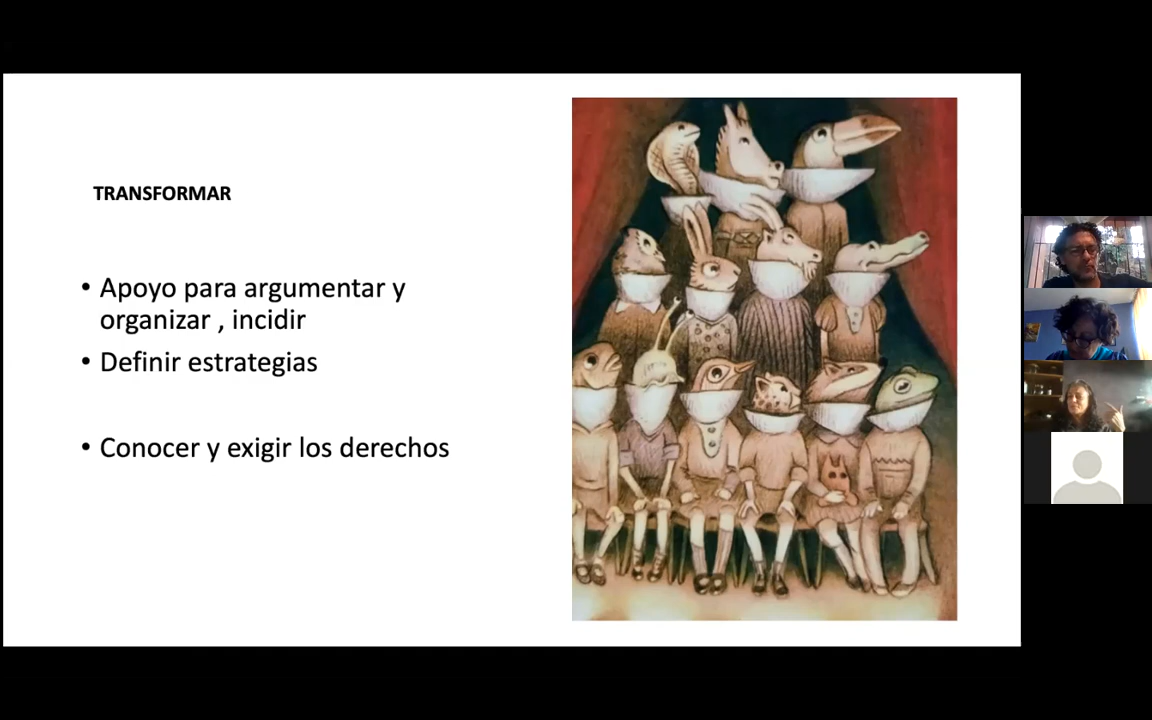 TRANSFORMAR
• Apoyo para argumentar y
organizar , incidir
• Definir estrategias
• Conocer y exigir los derechos